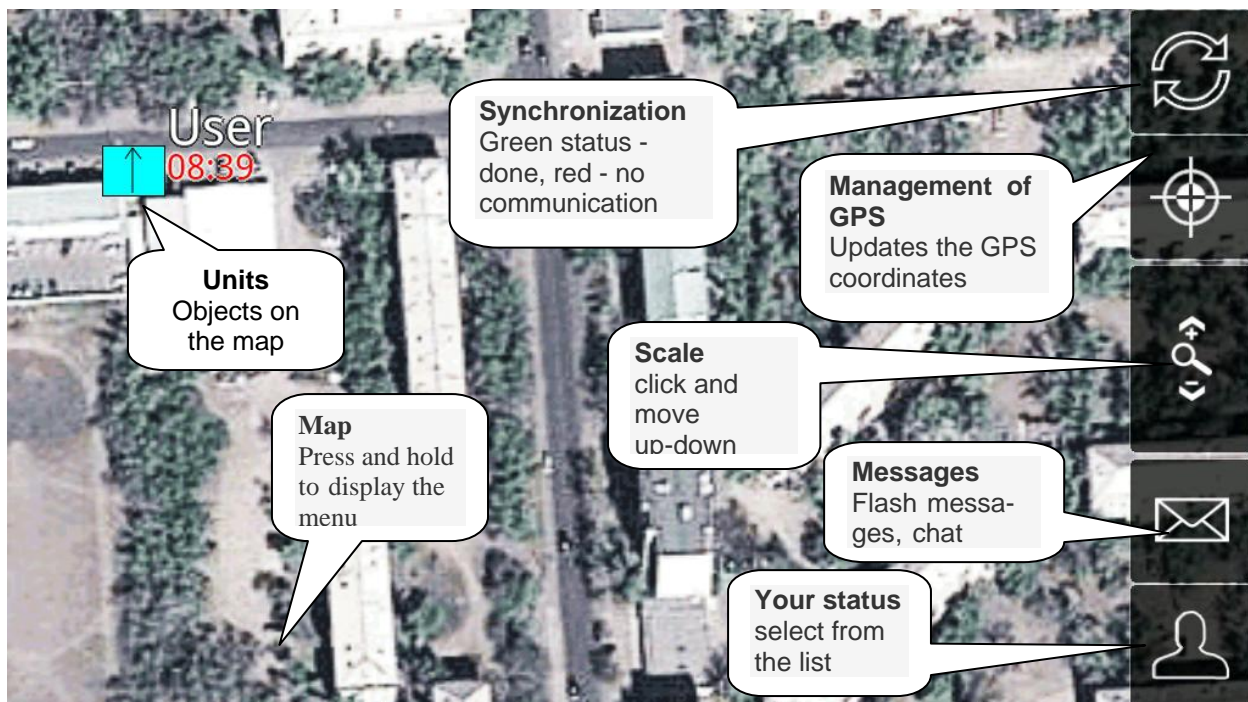 User
08:39
Synchronization
Green status -
done, red - no
communication
Management of
GPS
Updates the GPS
coordinates
Units
Objects on
the map
Scale
click and
move
up-down
Map
Press and hold
to display the
menu
Messages
Flash messa-
ges, chat
Your status
select from
the list